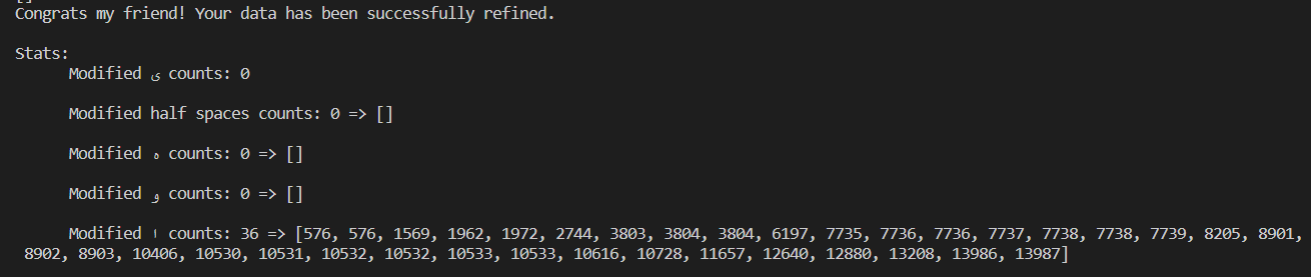 []
Congrats my friend! Your data has been successfully refined.
Stats:
Modified ی counts: 0
Modified half spaces counts: 0 => []
Modified ه counts: 0 => []
Modified و counts: 0 => []
Modified ا counts: 36 => [576, 576, 1569, 1962, 1972, 2744, 3803, 3804, 3804, 6197, 7735, 7736, 7736, 7737, 7738, 7738, 7739, 8205, 8901,
8902, 8903, 10406, 10530, 10531, 10532, 10532, 10533, 10533, 10616, 10728, 11657, 12640, 12880, 13208, 13986, 13987]